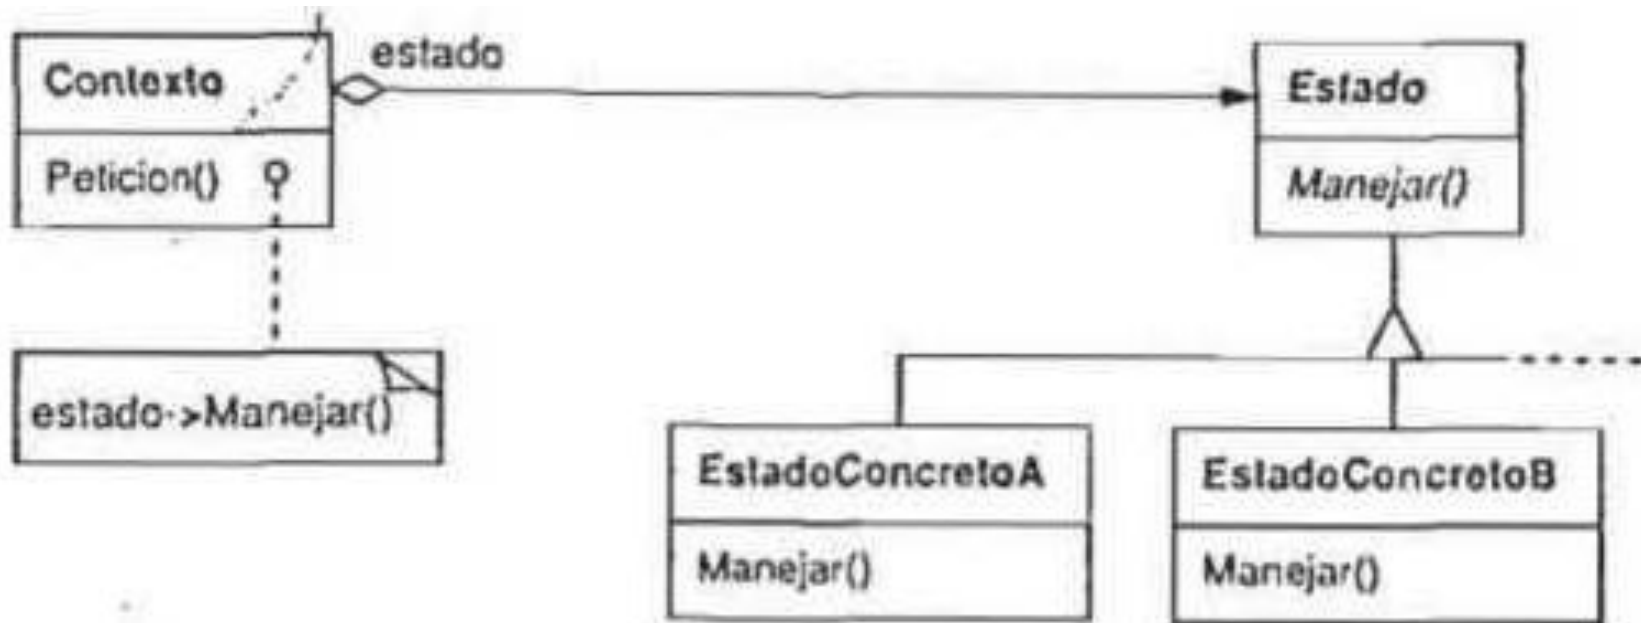 Contexto
Peticion()
estado
Estado
Manejar()
estado->Manejar()
EstadoConcretoA
Manejar()
EstadoConcretoB
Manejar()